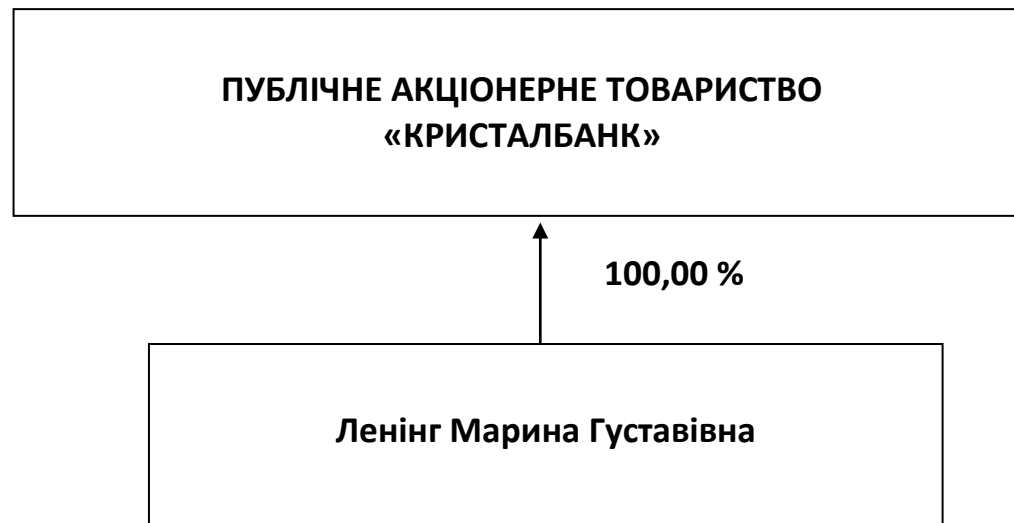 ПУБЛІЧНЕ АКЦІОНЕРНЕ ТОВАРИСТВО
«КРИСТАЛБАНК»
100,00 %
Ленінг Марина Густавівна